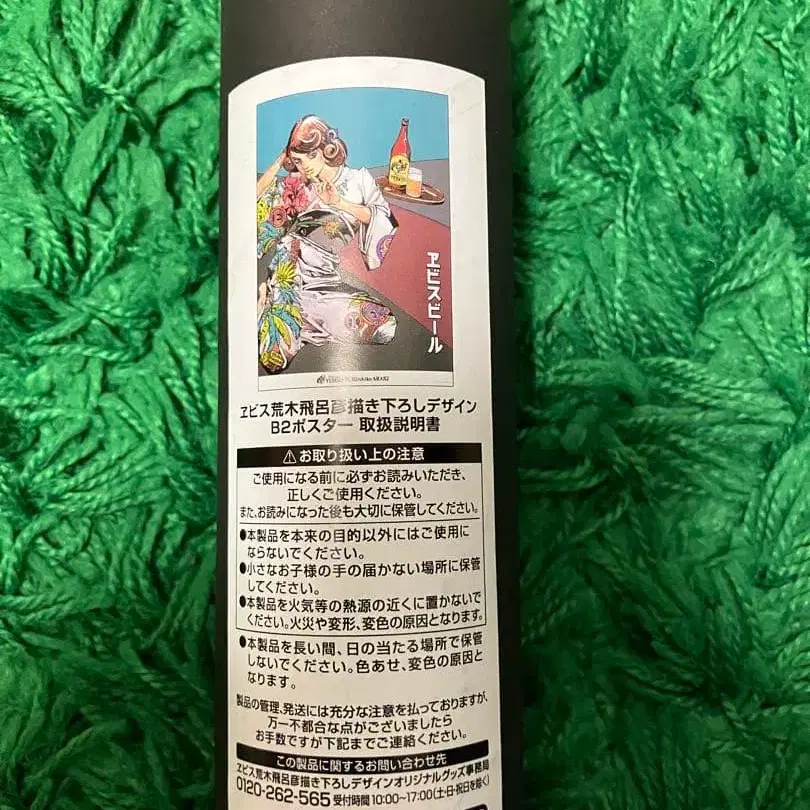 ヱビスビール
ヱビス荒木飛呂彦描き下ろしデザイン
B2ポスター 取扱説明書
⚠お取り扱い上の注意
ご使用になる前に必ずお読みいただき、
正しくご使用ください。
また、お読みになった後も大切に保管してください。
●本製品を本来の目的以外にはご使用に
ならないでください。
●小さなお子様の手の届かない場所に保管
してください。
●本製品を火気等の熱源の近くに置かないで
ください。火災や変形、変色の原因となります。
●本製品を長い間、日の当たる場所で保管
しないでください。色あせ、変色の原因と
なります。
製品の管理、発送には充分な注意を払っておりますが、
万一不都合な点がございましたら
お手数ですが下記までご連絡ください。
この製品に関するお問い合わせ先
ヱビス荒木飛呂彦描き下ろしデザインオリジナルグッズ事務局
0120-262-565 受付時間 10:00~17:00(土・日・祝日を除く)